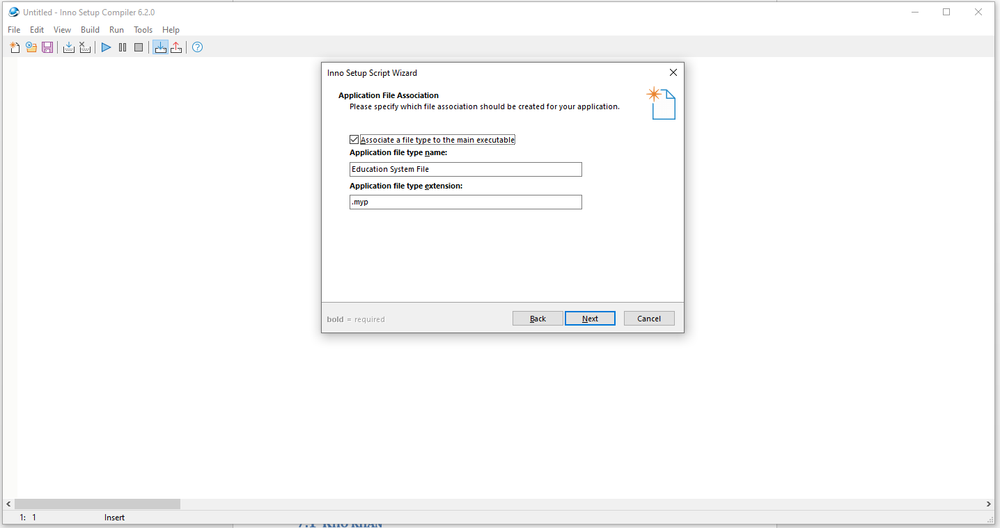 Untitled - Inno Setup Compiler 6.2.0
File Edit View Build Run Tools Help
Inno Setup Script Wizard
Application File Association
Please specify which file association should be created for your application.
Associate a file type to the main executable
Application file type name:
Education System File
Application file type extension:
.myp
bold = required
Back Next Cancel
1: 1 Insert